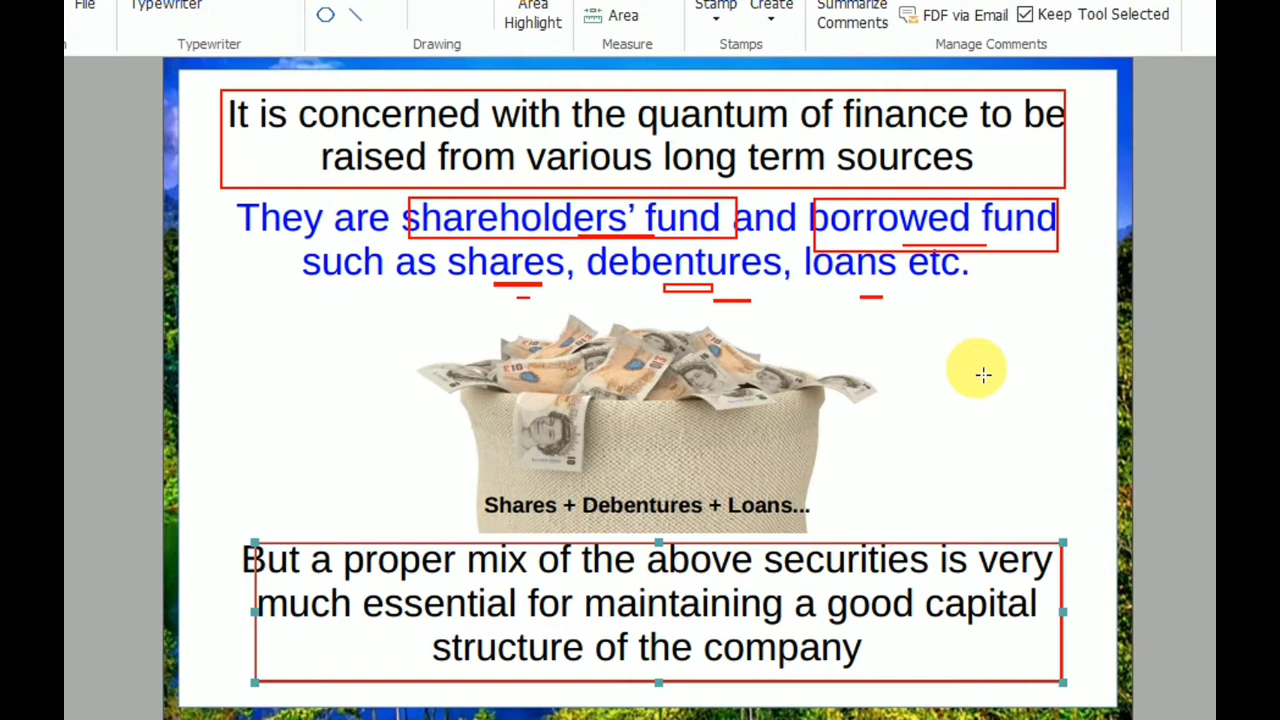 File
Typewriter
Area
Highlight
Area
Stamp
Create
Summarize
Comments
FDF via Email
Keep Tool Selected
Typewriter
Drawing
Measure
Stamps
Manage Comments
It is concerned with the quantum of finance to be
raised from various long term sources
They are shareholders’ fund and borrowed fund
such as shares, debentures, loans etc.
£10
£10
10
Shares + Debentures + Loans...
But a proper mix of the above securities is very
much essential for maintaining a good capital
structure of the company